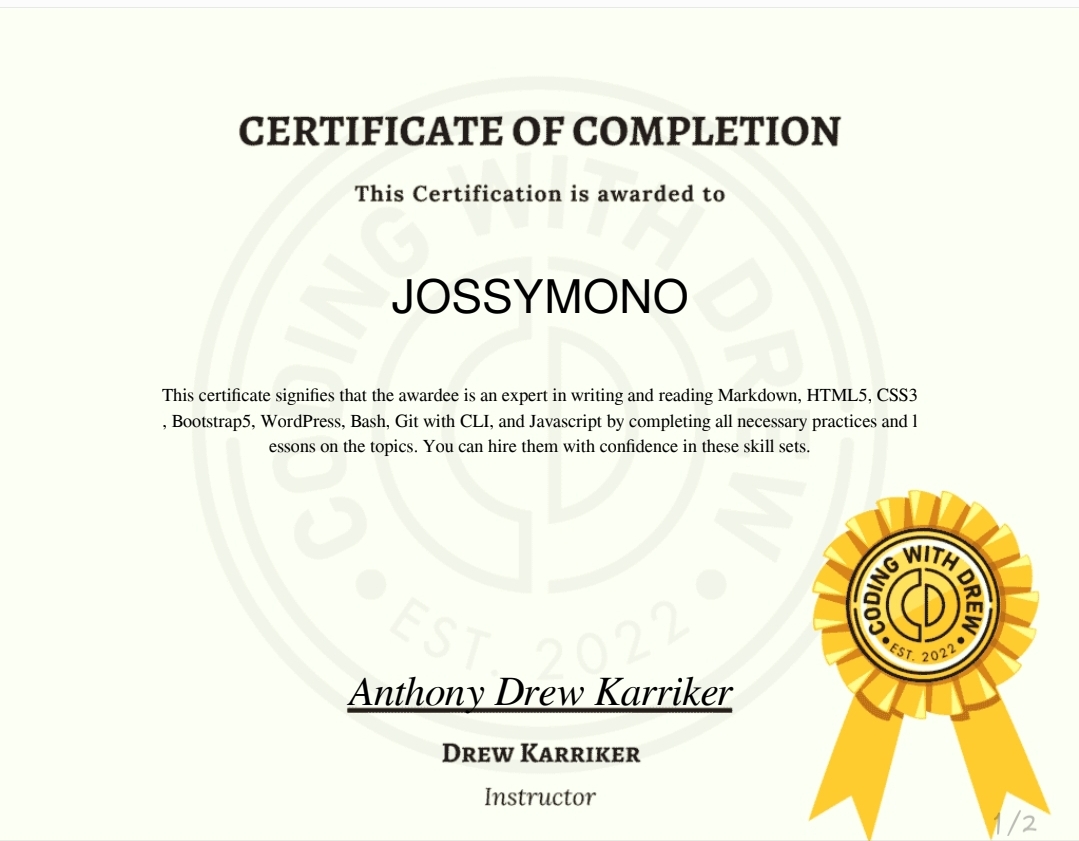 CERTIFICATE OF COMPLETION
This Certification is awarded to
JOSSYMONO
This certificate signifies that the awardee is an expert in writing and reading Markdown, HTML5, CSS3
, Bootstrap5, WordPress, Bash, Git with CLI, and Javascript by completing all necessary practices and l
essons on the topics. You can hire them with confidence in these skill sets.
CODING WITH DREW
EST. 2022
Anthony Drew Karriker
DREW KARRIKER
Instructor
CODING WITH DREW
EST. 2022
1/2